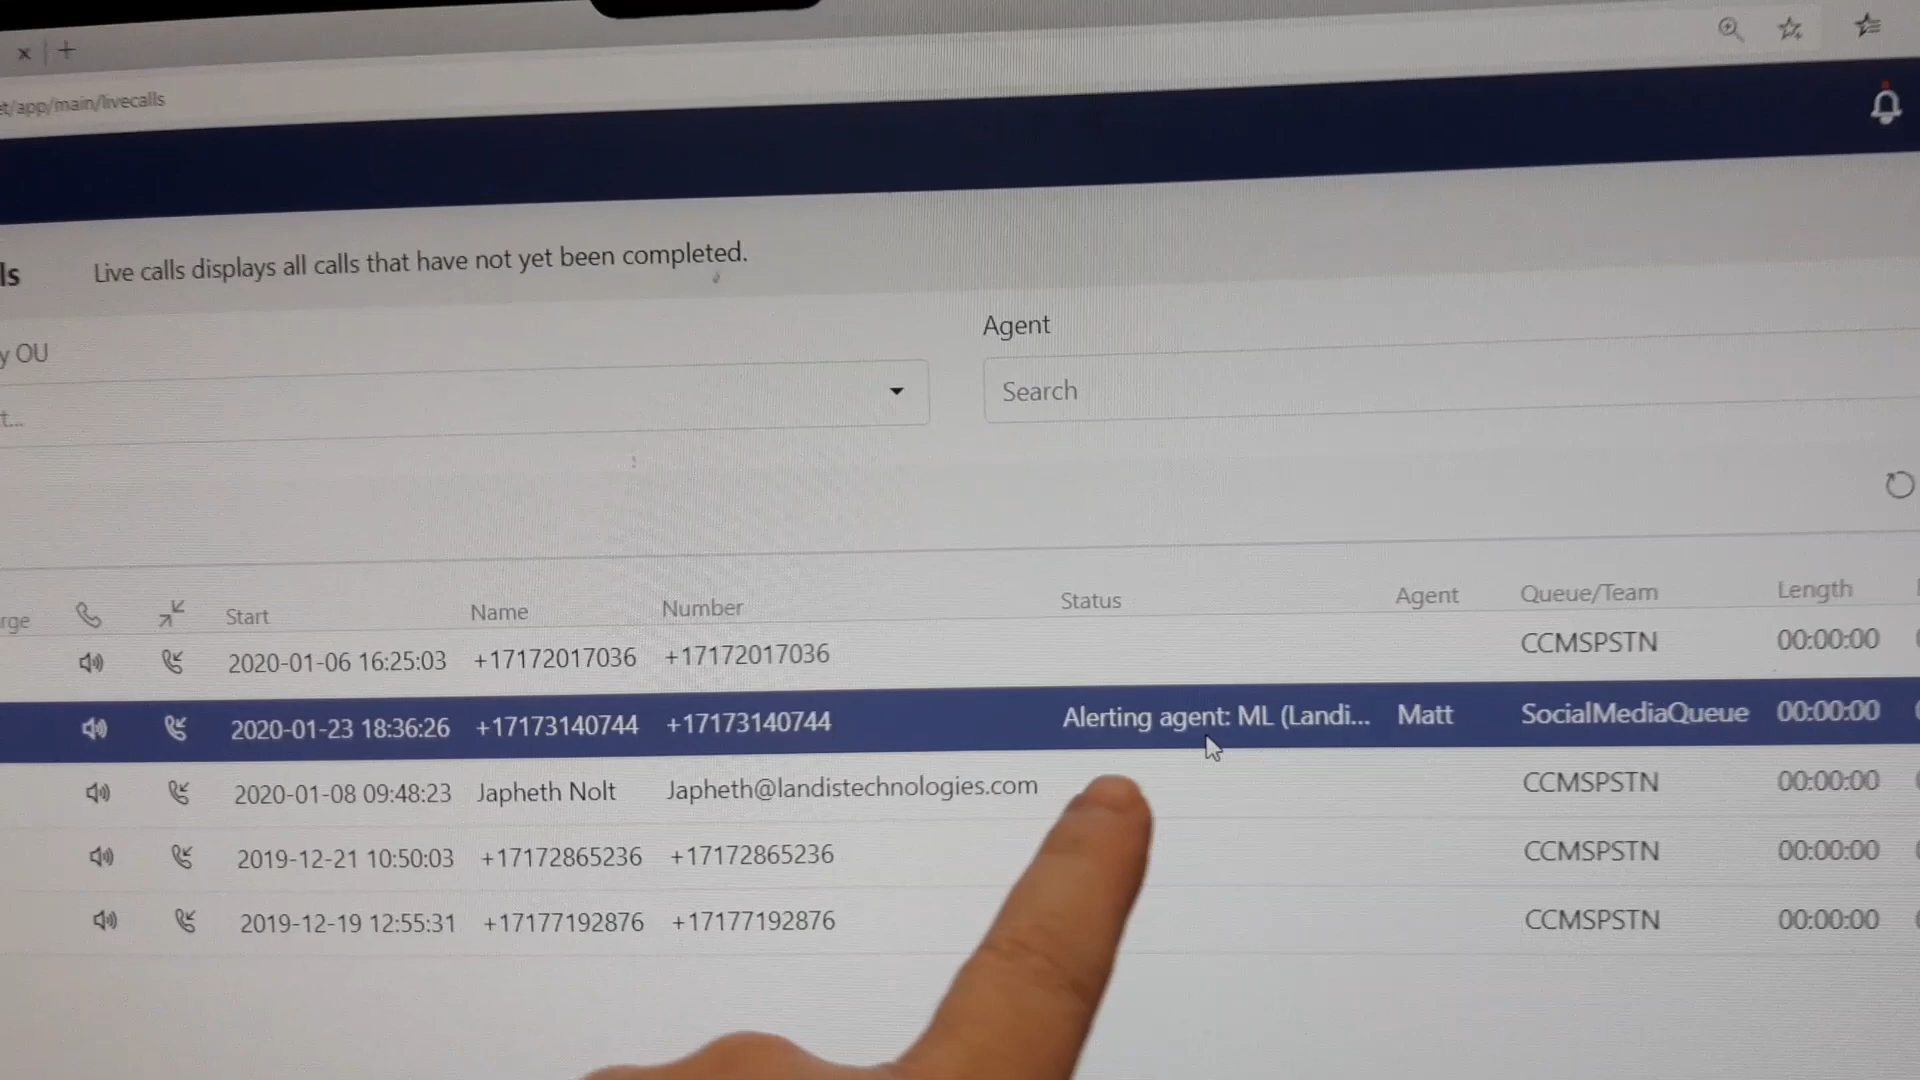 et/app/main/livecalls
ls Live calls displays all calls that have not yet been completed.
y OU
Agent
t...
Search
rge Start Name Number Status Agent Queue/Team Length
2020-01-06 16:25:03 +17172017036 +17172017036 CCMSPSTN 00:00:00
2020-01-23 18:36:26 +17173140744 +17173140744 Alerting agent: ML (Landi... Matt SocialMediaQueue 00:00:00
2020-01-08 09:48:23 Japheth Nolt Japheth@landistechnologies.com CCMSPSTN 00:00:00
2019-12-21 10:50:03 +17172865236 +17172865236 CCMSPSTN 00:00:00
2019-12-19 12:55:31 +17177192876 +17177192876 CCMSPSTN 00:00:00